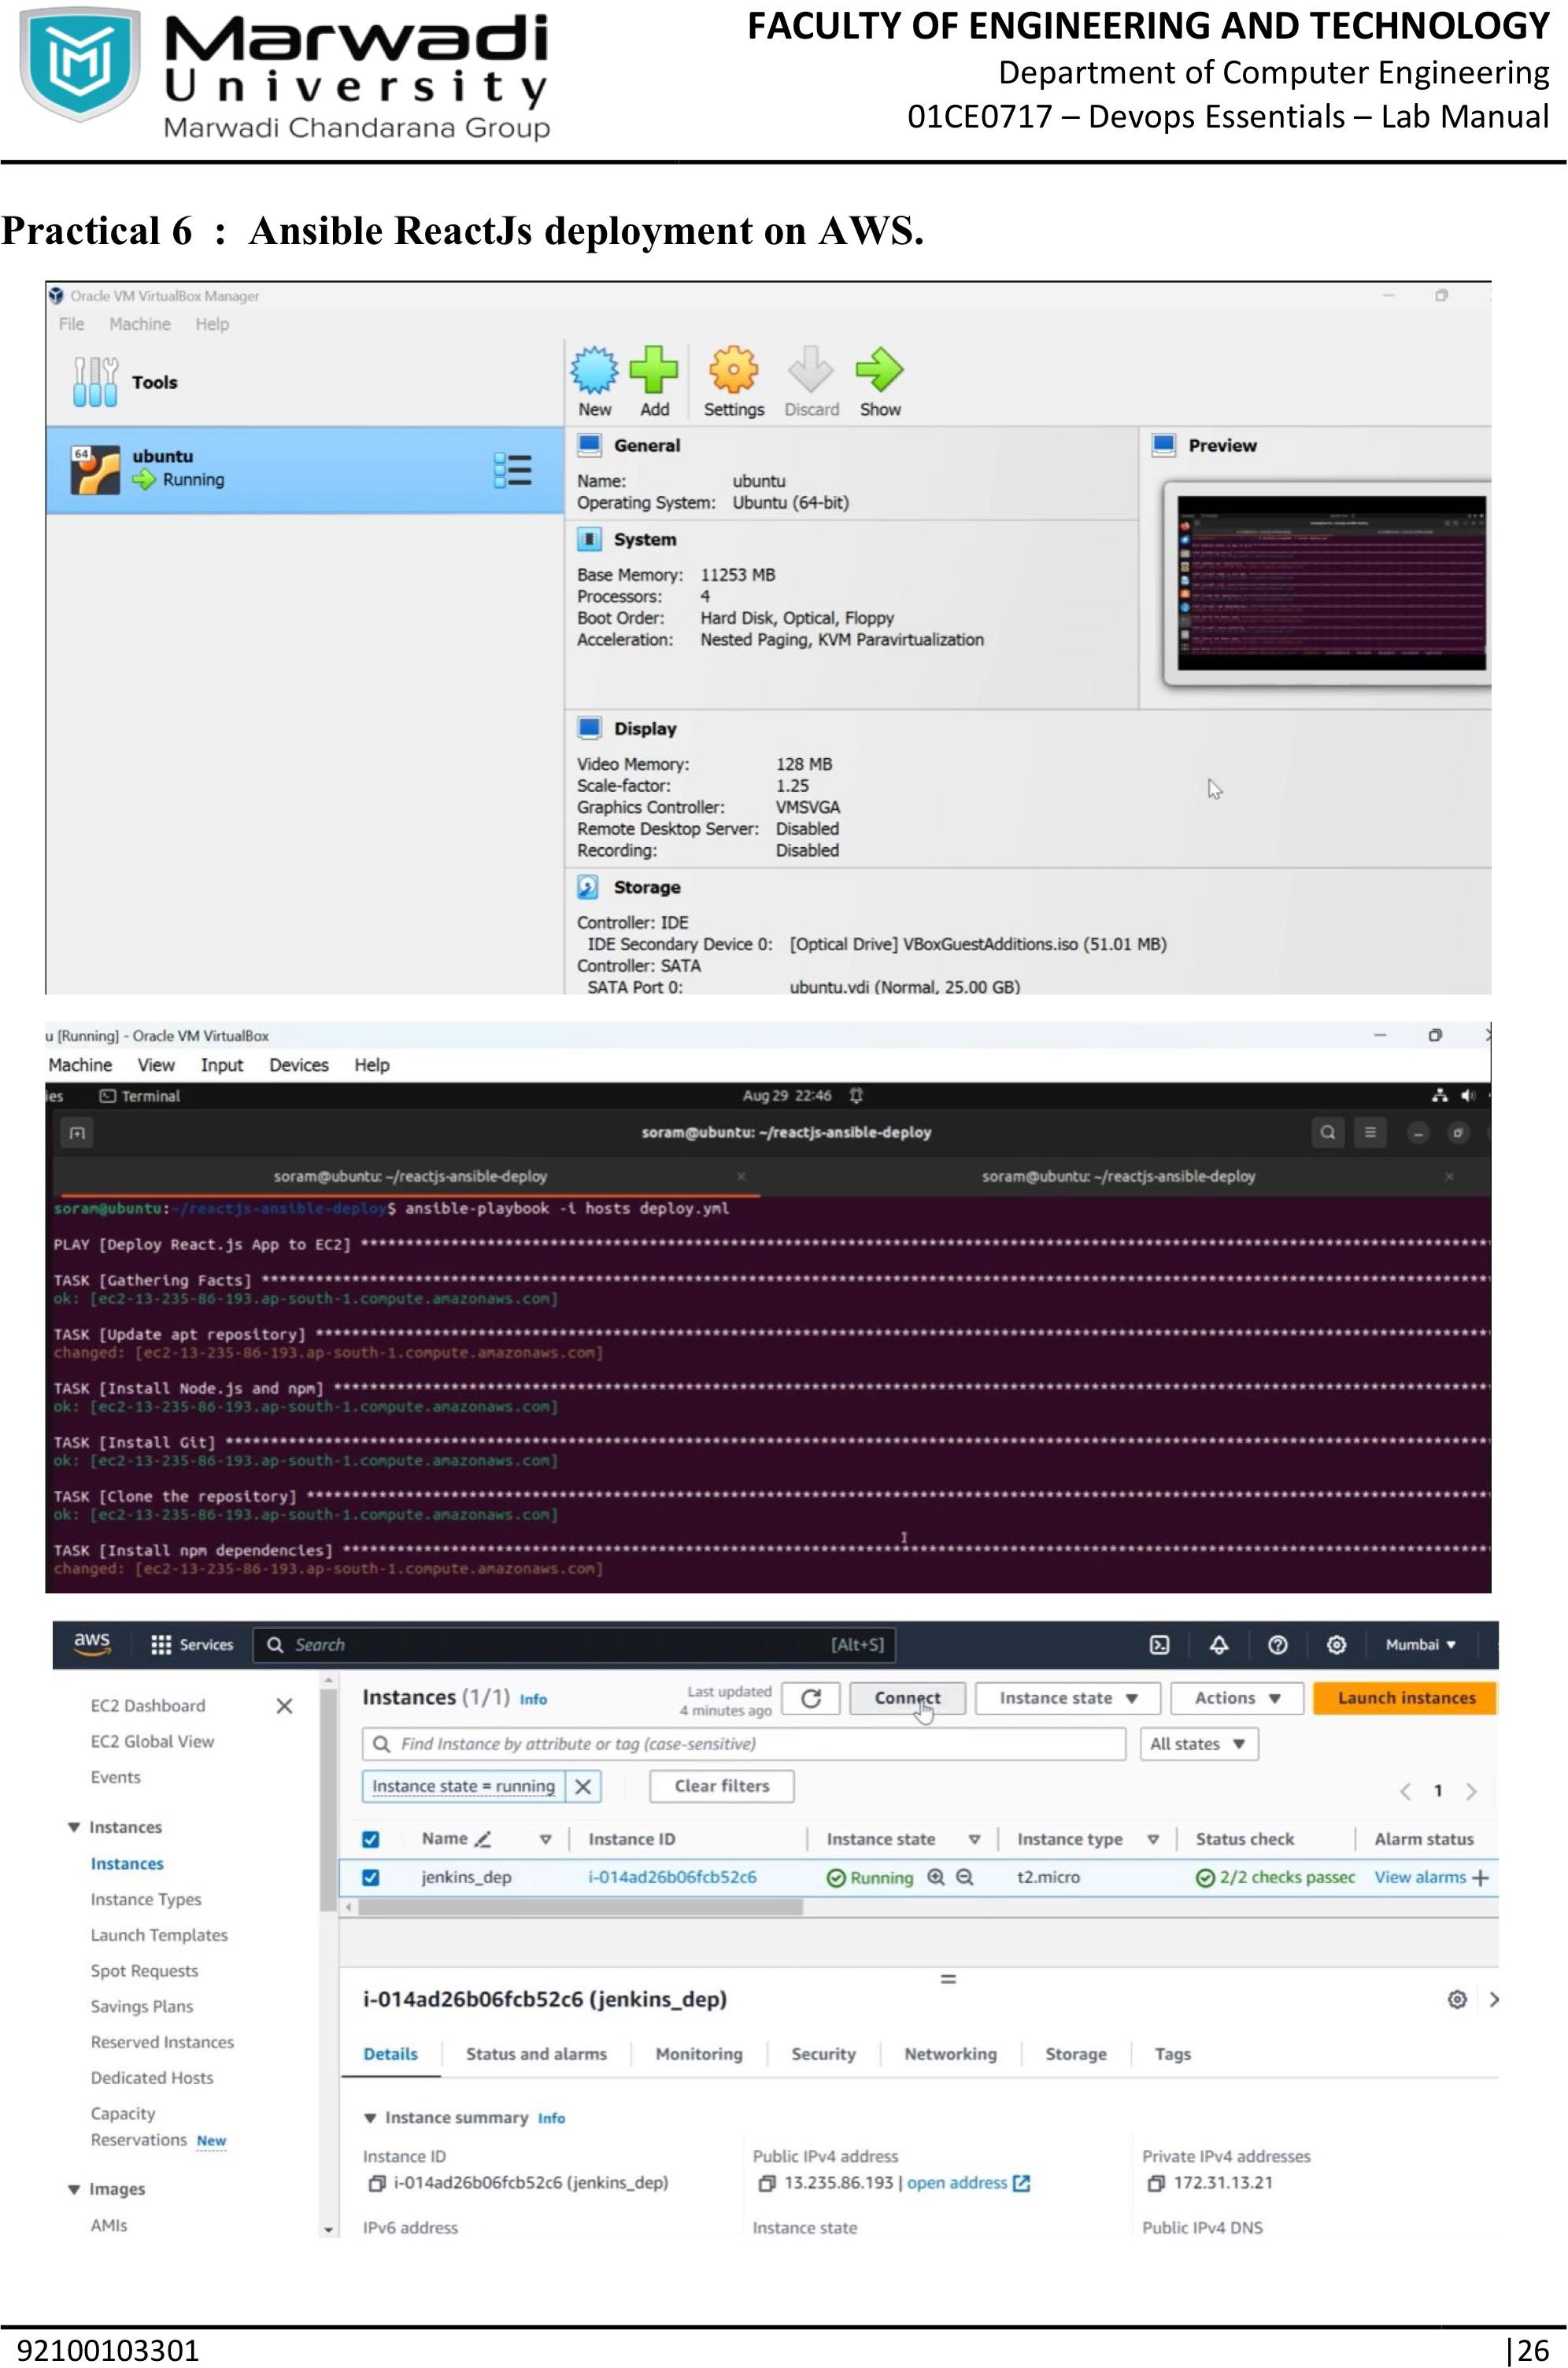 Marwadi
University
Marwadi Chandarana Group
FACULTY OF ENGINEERING AND TECHNOLOGY
Department of Computer Engineering
01CE0717 – Devops Essentials – Lab Manual
Practical 6 : Ansible ReactJs deployment on AWS.
Oracle VM VirtualBox Manager
File Machine Help
Tools
New Add Settings Discard Show
64 ubuntu
Running
General
Name: ubuntu
Operating System: Ubuntu (64-bit)
Preview
System
Base Memory: 11253 MB
Processors: 4
Boot Order: Hard Disk, Optical, Floppy
Acceleration: Nested Paging, KVM Paravirtualization
Display
Video Memory: 128 MB
Scale-factor: 1.25
Graphics Controller: VMSVGA
Remote Desktop Server: Disabled
Recording: Disabled
Storage
Controller: IDE
IDE Secondary Device 0: [Optical Drive] VBoxGuestAdditions.iso (51.01 MB)
Controller: SATA
SATA Port 0: ubuntu.vdi (Normal, 25.00 GB)
u [Running] - Oracle VM VirtualBox
Machine View Input Devices Help
ies Terminal Aug 29 22:46
soram@ubuntu: ~/reactjs-ansible-deploy
soram@ubuntu: ~/reactjs-ansible-deploy × soram@ubuntu: ~/reactjs-ansible-deploy ×
soram@ubuntu:~/reactjs-ansible-deploy$ ansible-playbook -i hosts deploy.yml
PLAY [Deploy React.js App to EC2] ******************************
TASK [Gathering Facts] ******************************
ok: [ec2-13-235-86-193.ap-south-1.compute.amazonaws.com]
TASK [Update apt repository] ******************************
changed: [ec2-13-235-86-193.ap-south-1.compute.amazonaws.com]
TASK [Install Node.js and npm] ******************************
ok: [ec2-13-235-86-193.ap-south-1.compute.amazonaws.com]
TASK [Install Git] ******************************
ok: [ec2-13-235-86-193.ap-south-1.compute.amazonaws.com]
TASK [Clone the repository] ******************************
ok: [ec2-13-235-86-193.ap-south-1.compute.amazonaws.com]
TASK [Install npm dependencies] ******************************
changed: [ec2-13-235-86-193.ap-south-1.compute.amazonaws.com]
aws Services Search [Alt+S] Mumbai
EC2 Dashboard
EC2 Global View
Events
Instances
Instances
Instance Types
Launch Templates
Spot Requests
Savings Plans
Reserved Instances
Dedicated Hosts
Capacity
Reservations New
Images
AMIs
Instances (1/1) Info
Last updated
4 minutes ago
Connect Instance state Actions Launch instances
Find Instance by attribute or tag (case-sensitive) All states
Instance state = running Clear filters
1
Name Instance ID Instance state Instance type Status check Alarm status
jenkins_dep i-014ad26b06fcb52c6 Running t2.micro 2/2 checks passec View alarms +
i-014ad26b06fcb52c6 (jenkins_dep)
Details Status and alarms Monitoring Security Networking Storage Tags
Instance summary Info
Instance ID Public IPv4 address Private IPv4 addresses
i-014ad26b06fcb52c6 (jenkins_dep) 13.235.86.193 | open address 172.31.13.21
IPv6 address Instance state Public IPv4 DNS
92100103301 |26